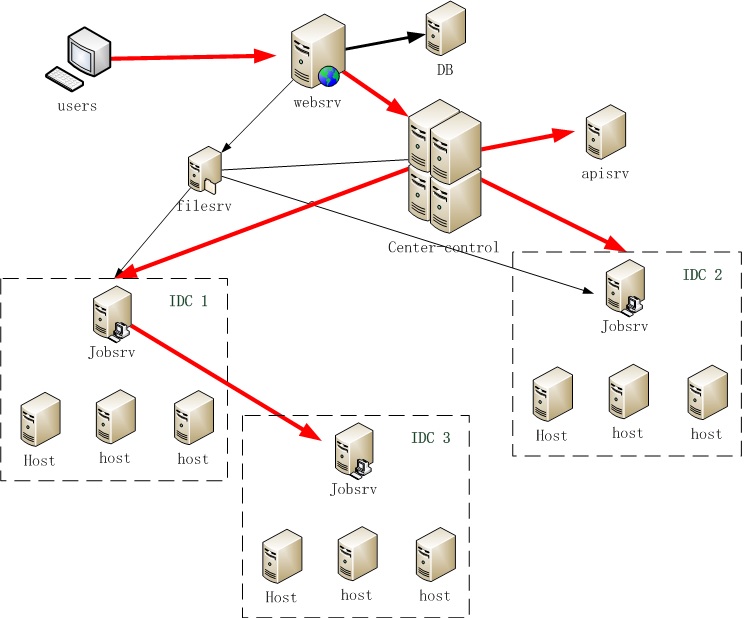 DB
users
websrv
apisrv
filsrv
Center-control
IDC 1
IDC 2
Jobsrv
Jobsrv
Host
host
host
Host
host
host
IDC 3
Jobsrv
Host
host
host